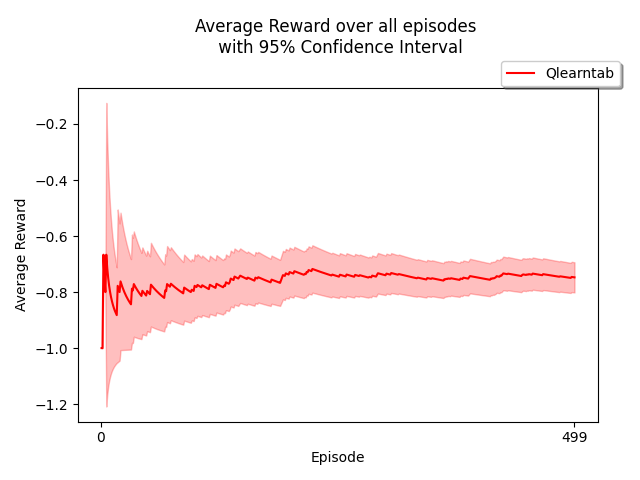 Average Reward over all episodes
with 95% Confidence Interval
Qlearntab
−0.2
−0.4
−0.6
−0.8
−1.0
−1.2
Average Reward
0 499
Episode